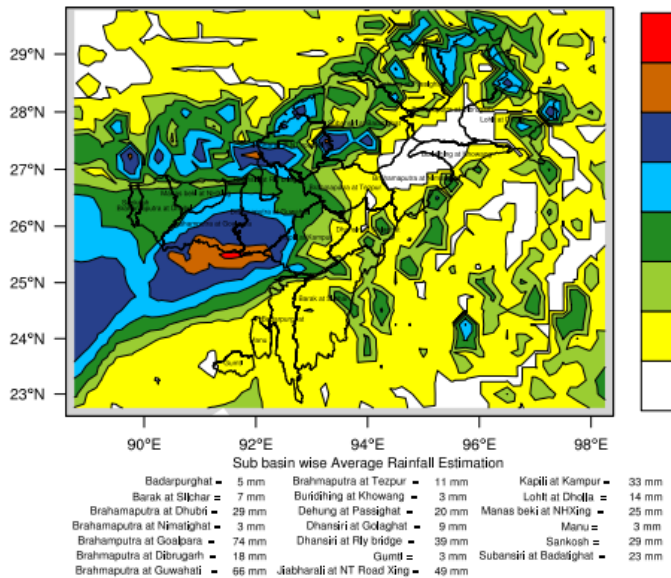 29°N
28°N
27°N
26°N
25°N
24°N
23°N
90°E 92°E 94°E 96°E 98°E
Sub basin wise Average Rainfall Estimation
Badarpurghat = 5 mm Brahmaputra at Tezpur = 11 mm Kapili at Kampur = 33 mm
Barak at Silchar = 7 mm Buridihing at Khowang = 3 mm Lohit at Dholla = 14 mm
Brahamaputra at Dhubri = 29 mm Dehung at Passighat = 20 mm Manas beki at NHXing = 25 mm
Brahamaputra at Nimatighat = 3 mm Dhansiri at Golaghat = 9 mm Manu = 3 mm
Brahamputra at Goalpara = 74 mm Dhansiri at Rly bridge = 39 mm Sankosh = 29 mm
Brahmaputra at Dibrugarh = 18 mm Gumti = 3 mm Subansiri at Badatighat = 23 mm
Brahmaputra at Guwahati = 66 mm Jiabharali at NT Road Xing = 49 mm